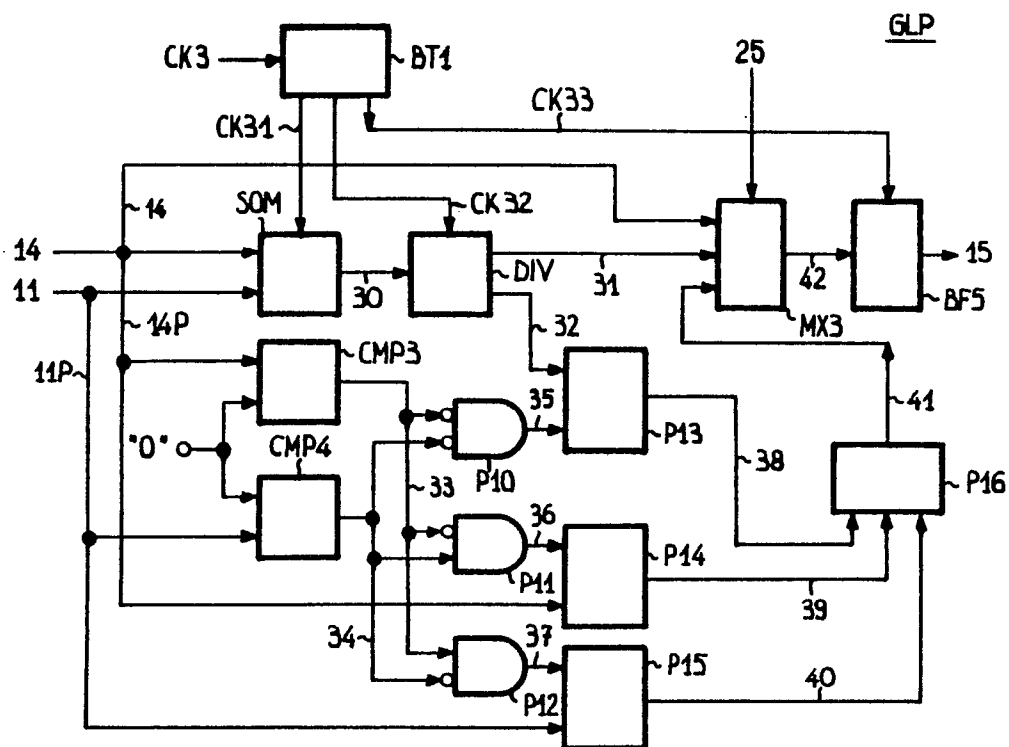 GLP
CK3
BT1
25
CK33
CK31
14
SOM
CK32
14
30
DIV
31
42
15
11
MX3
BF5
14P
32
11P
CMP3
35
P13
41
"0"
CMP4
33
P10
38
P16
36
P14
P11
39
34
37
P15
P12
40